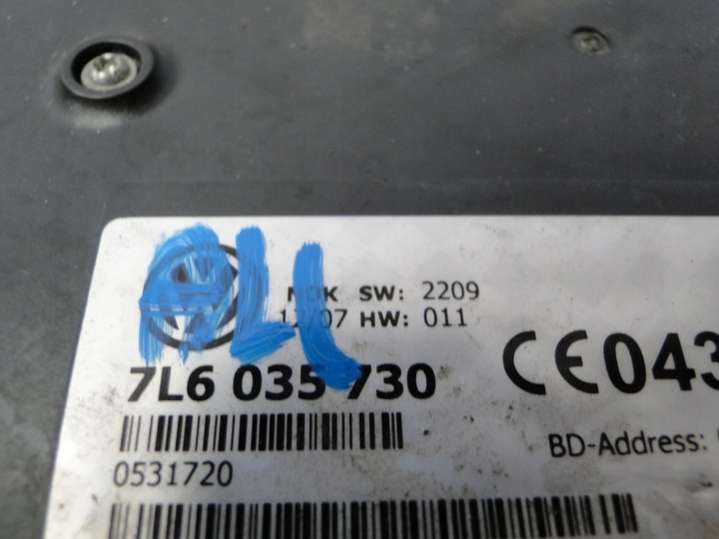 ALL
SW: 2209
HW: 011
7L6 035 730
CE043
BD-Address:
0531720